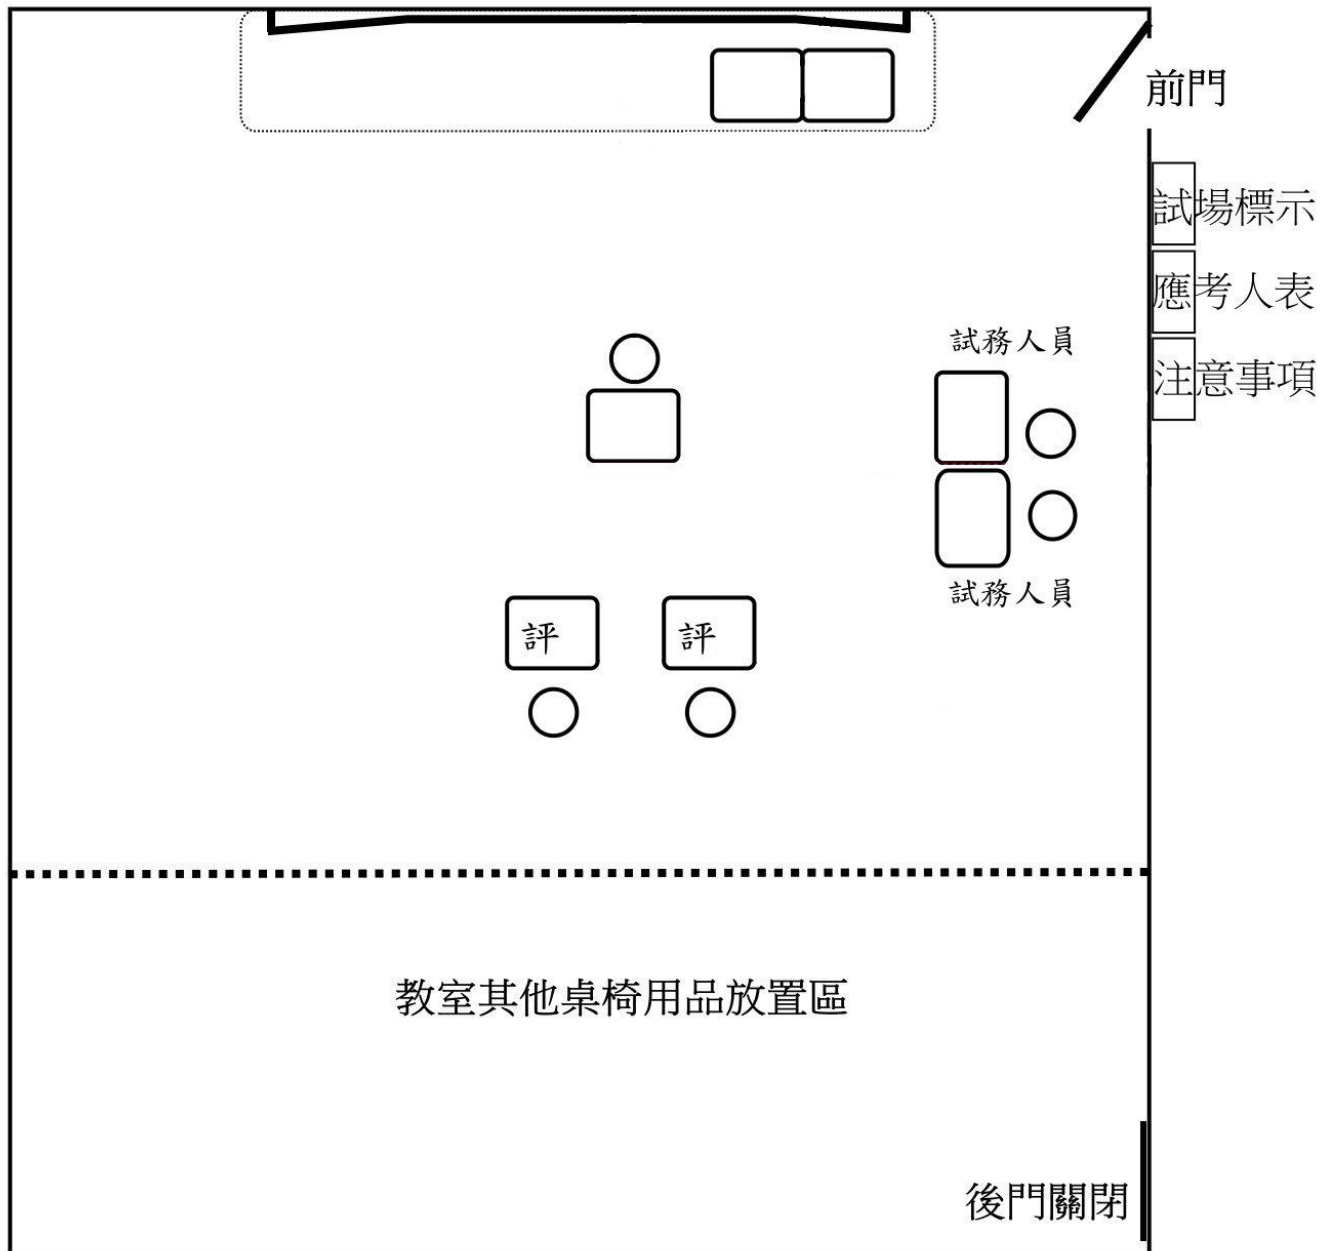 前門
試場標示
應考人表
試務人員
注意事項
試務人員
評
評
教室其他桌椅用品放置區
後門關閉